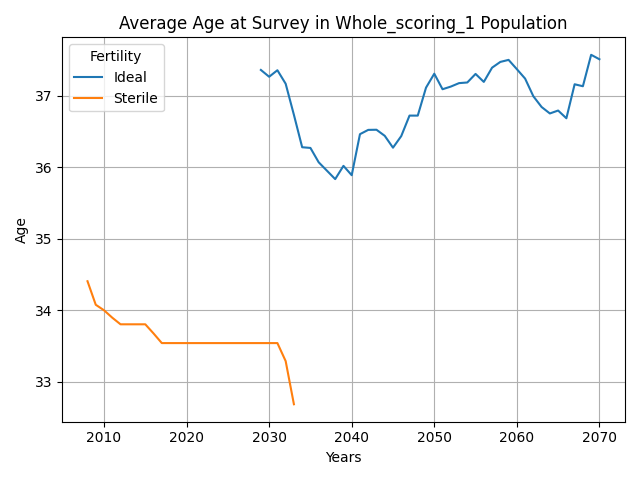 Average Age at Survey in Whole_scoring_1 Population
Fertility
Ideal
Sterile
37
36
35
34
33
Age
2010 2020 2030 2040 2050 2060 2070
Years